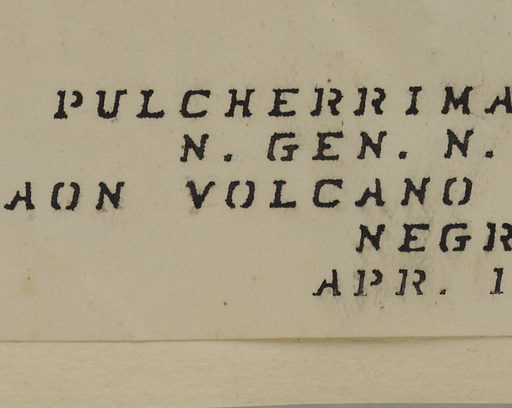 PULCHERRIMA
N. GEN. N.
AON VOLCANO
NEGR
APR. 1